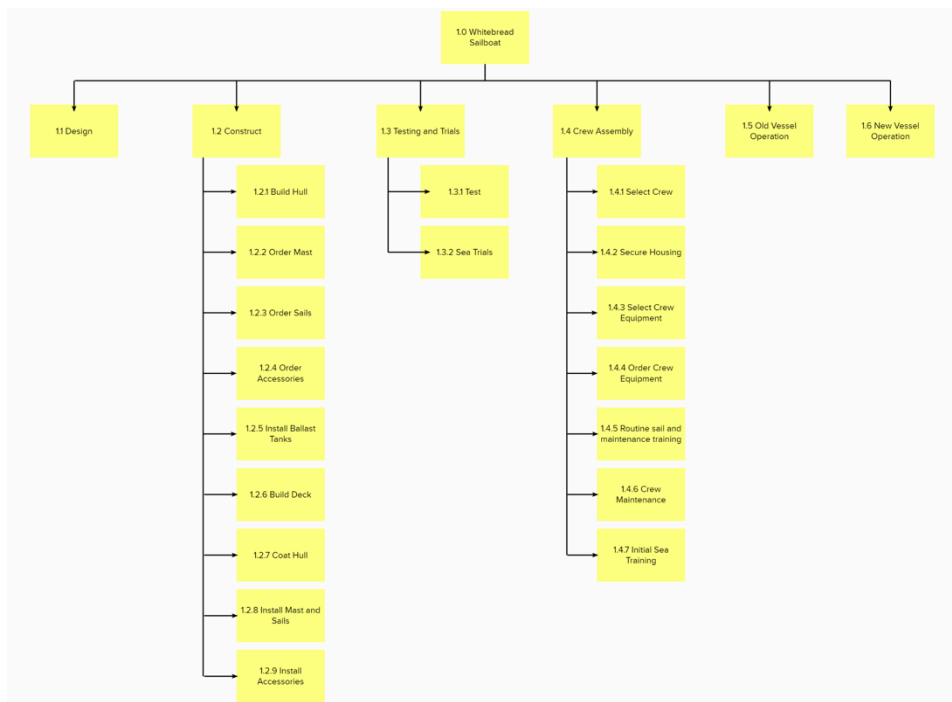 1.0 Whitebread
Sailboat
1.1 Design
1.2 Construct
1.3 Testing and Trials
1.4 Crew Assembly
1.5 Old Vessel
Operation
1.6 New Vessel
Operation
1.2.1 Build Hull
1.2.2 Order Mast
1.2.3 Order Sails
1.2.4 Order
Accessories
1.2.5 Install Ballast
Tanks
1.2.6 Build Deck
1.2.7 Coat Hull
1.2.8 Install Mast and
Sails
1.2.9 Install
Accessories
1.3.1 Test
1.3.2 Sea Trials
1.4.1 Select Crew
1.4.2 Secure Housing
1.4.3 Select Crew
Equipment
1.4.4 Order Crew
Equipment
1.4.5 Routine sail and
maintenance training
1.4.6 Crew
Maintenance
1.4.7 Initial Sea
Training